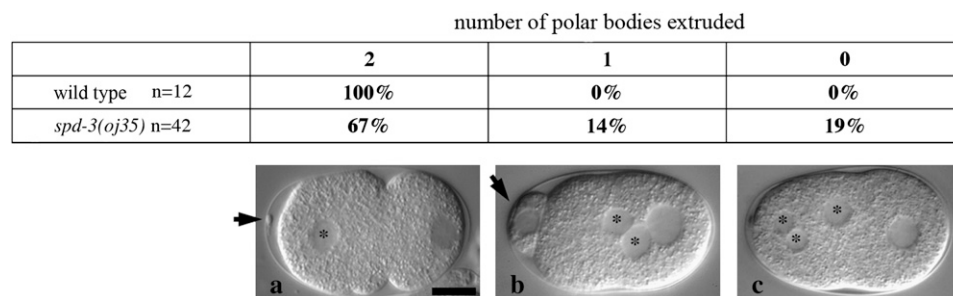 number of polar bodies extruded
2 1 0
wild type n=12 100% 0% 0%
spd-3(oj35) n=42 67% 14% 19%
* * * * * *
a b c